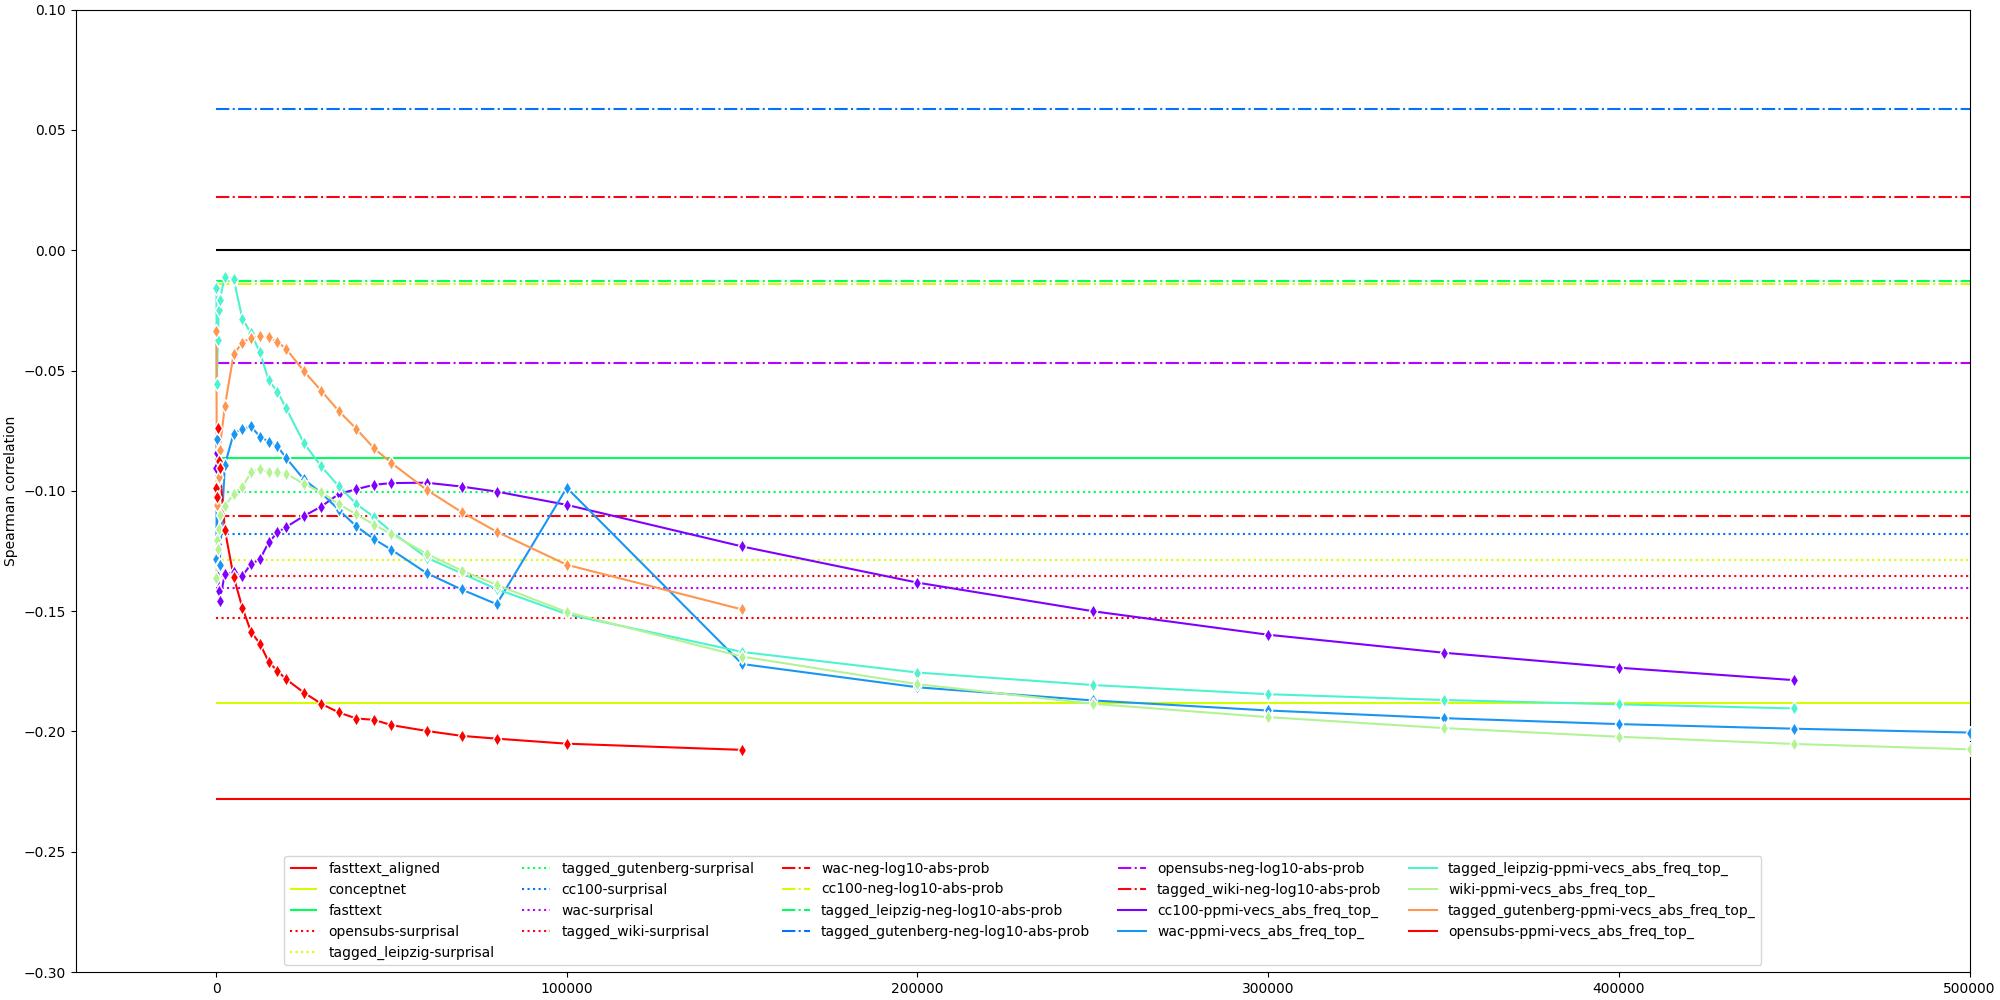 0.10
0.05
0.00
−0.05
−0.10
−0.15
−0.20
−0.25
−0.30
Spearman correlation
fasttext_aligned
conceptnet
fasttext
opensubs-surprisal
tagged_leipzig-surprisal
tagged_gutenberg-surprisal
cc100-surprisal
wac-surprisal
tagged_wiki-surprisal
wac-neg-log10-abs-prob
cc100-neg-log10-abs-prob
tagged_leipzig-neg-log10-abs-prob
tagged_gutenberg-neg-log10-abs-prob
opensubs-neg-log10-abs-prob
tagged_wiki-neg-log10-abs-prob
cc100-ppmi-vecs_abs_freq_top_
wac-ppmi-vecs_abs_freq_top_
tagged_leipzig-ppmi-vecs_abs_freq_top_
wiki-ppmi-vecs_abs_freq_top_
tagged_gutenberg-ppmi-vecs_abs_freq_top_
opensubs-ppmi-vecs_abs_freq_top_
0 100000 200000 300000 400000 500000